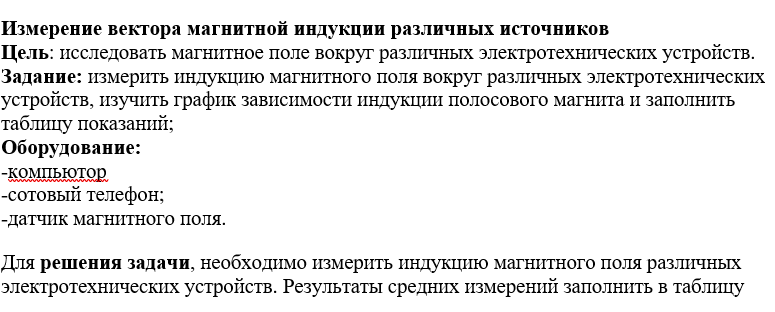 Измерение вектора магнитной индукции различных источников
Цель: исследовать магнитное поле вокруг различных электротехнических устройств.
Задание: измерить индукцию магнитного поля вокруг различных электротехнических
устройств, изучить график зависимости индукции полосового магнита и заполнить
таблицу показаний;
Оборудование:
-компьютор
-сотовый телефон;
-датчик магнитного поля.
Для решения задачи, необходимо измерить индукцию магнитного поля различных
электротехнических устройств. Результаты средних измерений заполнить в таблицу